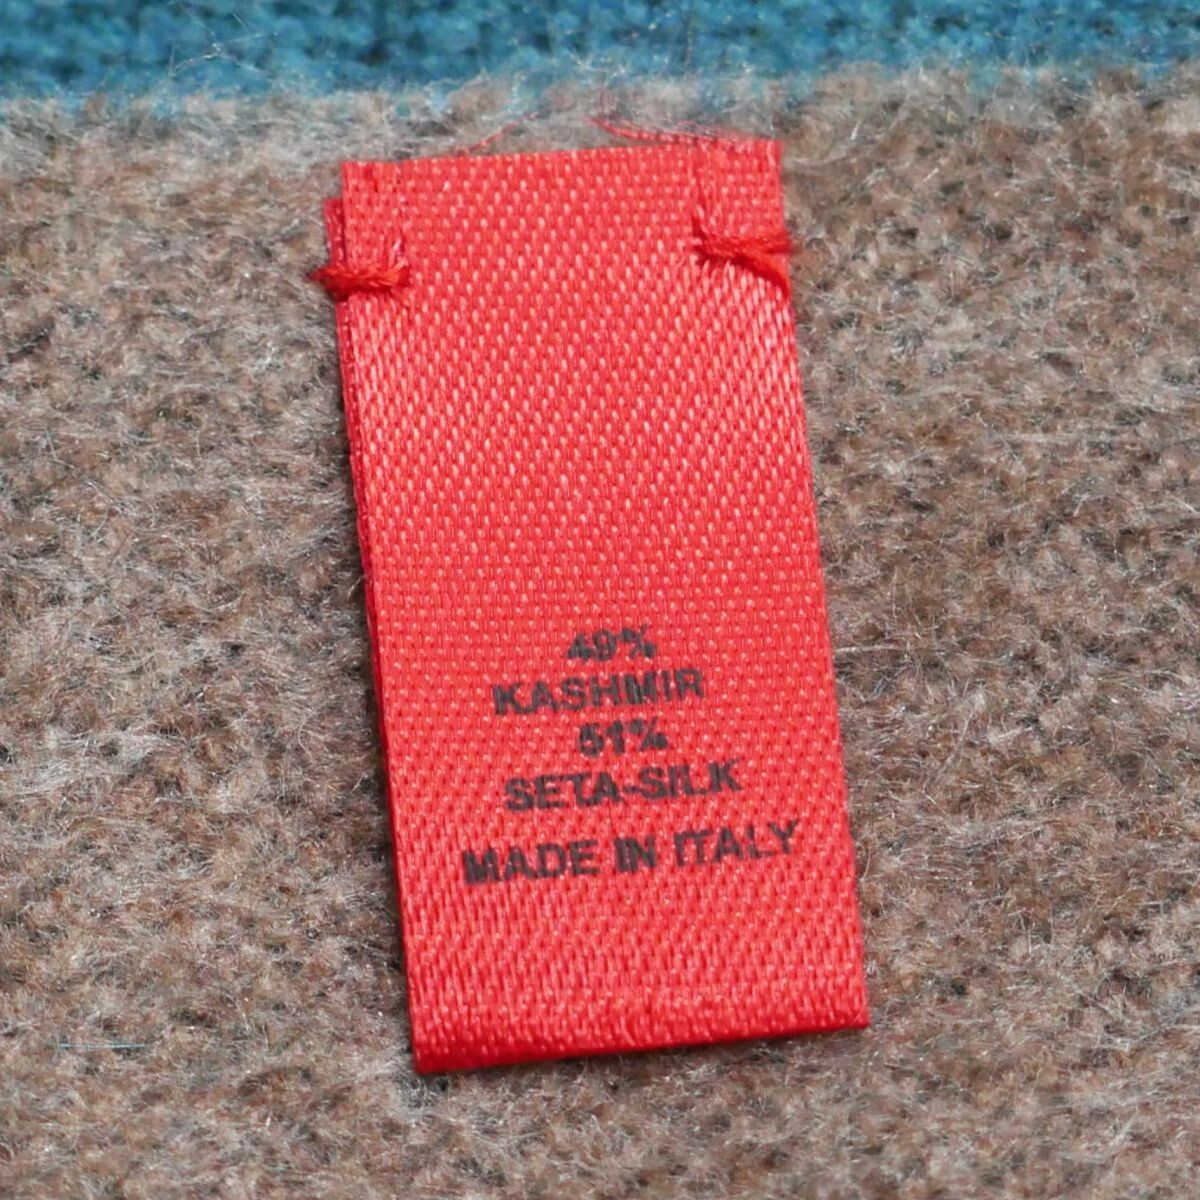 49%
KASHMIR
51%
SETA-SILK
MADE IN ITALY